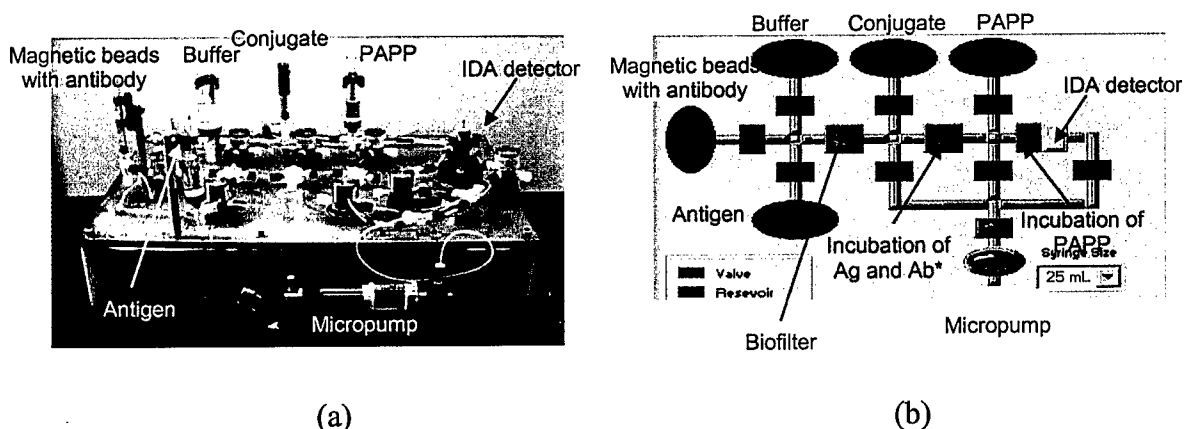 Conjugate
Magnetic beads
with antibody
Buffer
PAPP
IDA detector
Antigen
Micropump
(a)
Buffer
Conjugate
PAPP
Magnetic beads
with antibody
IDA detector
Antigen
Incubation of
Ag and Ab*
Incubation of
PAPP
Syringe Size
25 mL
Valve
Resevoir
Biofilter
Micropump
(b)